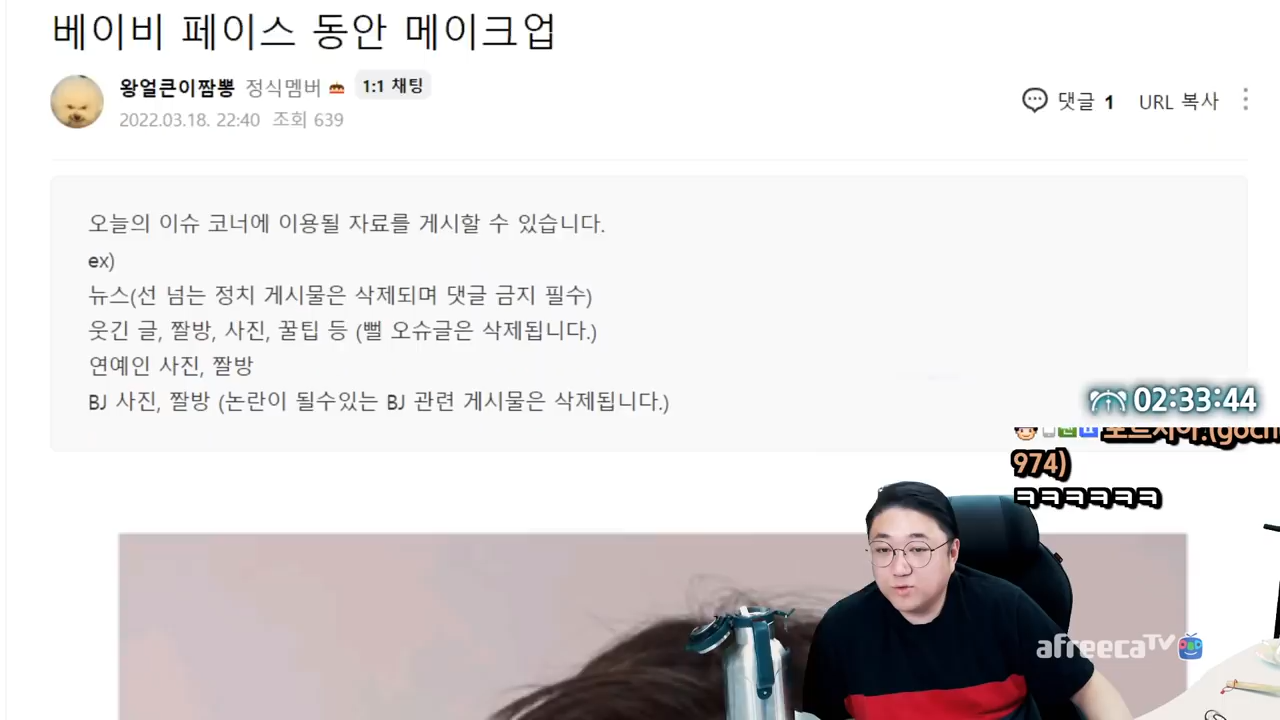 베이비 페이스 동안 메이크업
왕얼큰이짬뽕 정식멤버 1:1 채팅
2022.03.18. 22:40 조회 639
댓글 1 URL 복사
오늘의 이슈 코너에 이용될 자료를 게시할 수 있습니다.
ex)
뉴스(선 넘는 정치 게시물은 삭제되며 댓글 금지 필수)
웃긴 글, 짤방, 사진, 꿀팁 등 (뻘 오슈글은 삭제됩니다.)
연예인 사진, 짤방
BJ 사진, 짤방 (논란이 될수있는 BJ 관련 게시물은 삭제됩니다.)
02:33:44
974)
ㅋㅋㅋㅋㅋㅋ
afreecaTV